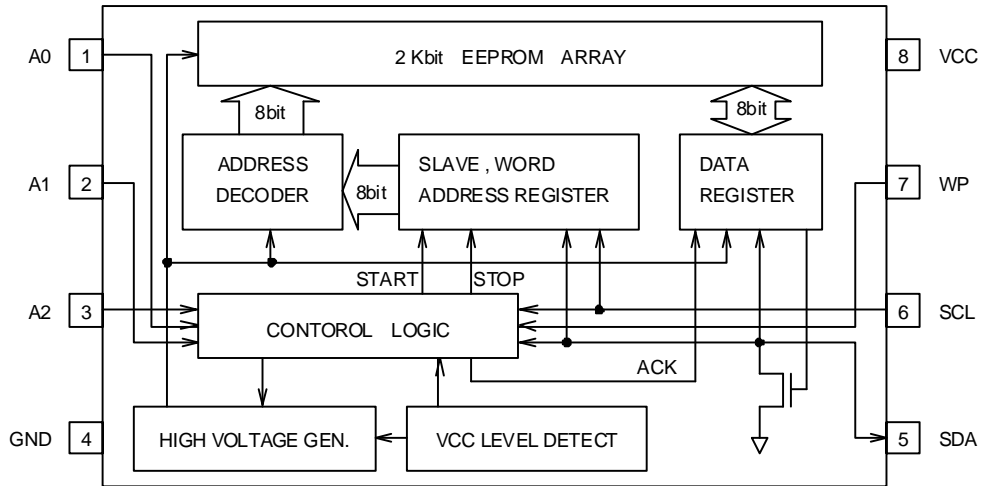 A0 1
2 Kbit EEPROM ARRAY
8 VCC
8bit
8bit
A1 2
ADDRESS
DECODER
8bit
SLAVE , WORD
ADDRESS REGISTER
DATA
REGISTER
7 WP
START
STOP
A2 3
CONTOROL LOGIC
6 SCL
ACK
GND 4
HIGH VOLTAGE GEN.
VCC LEVEL DETECT
5 SDA